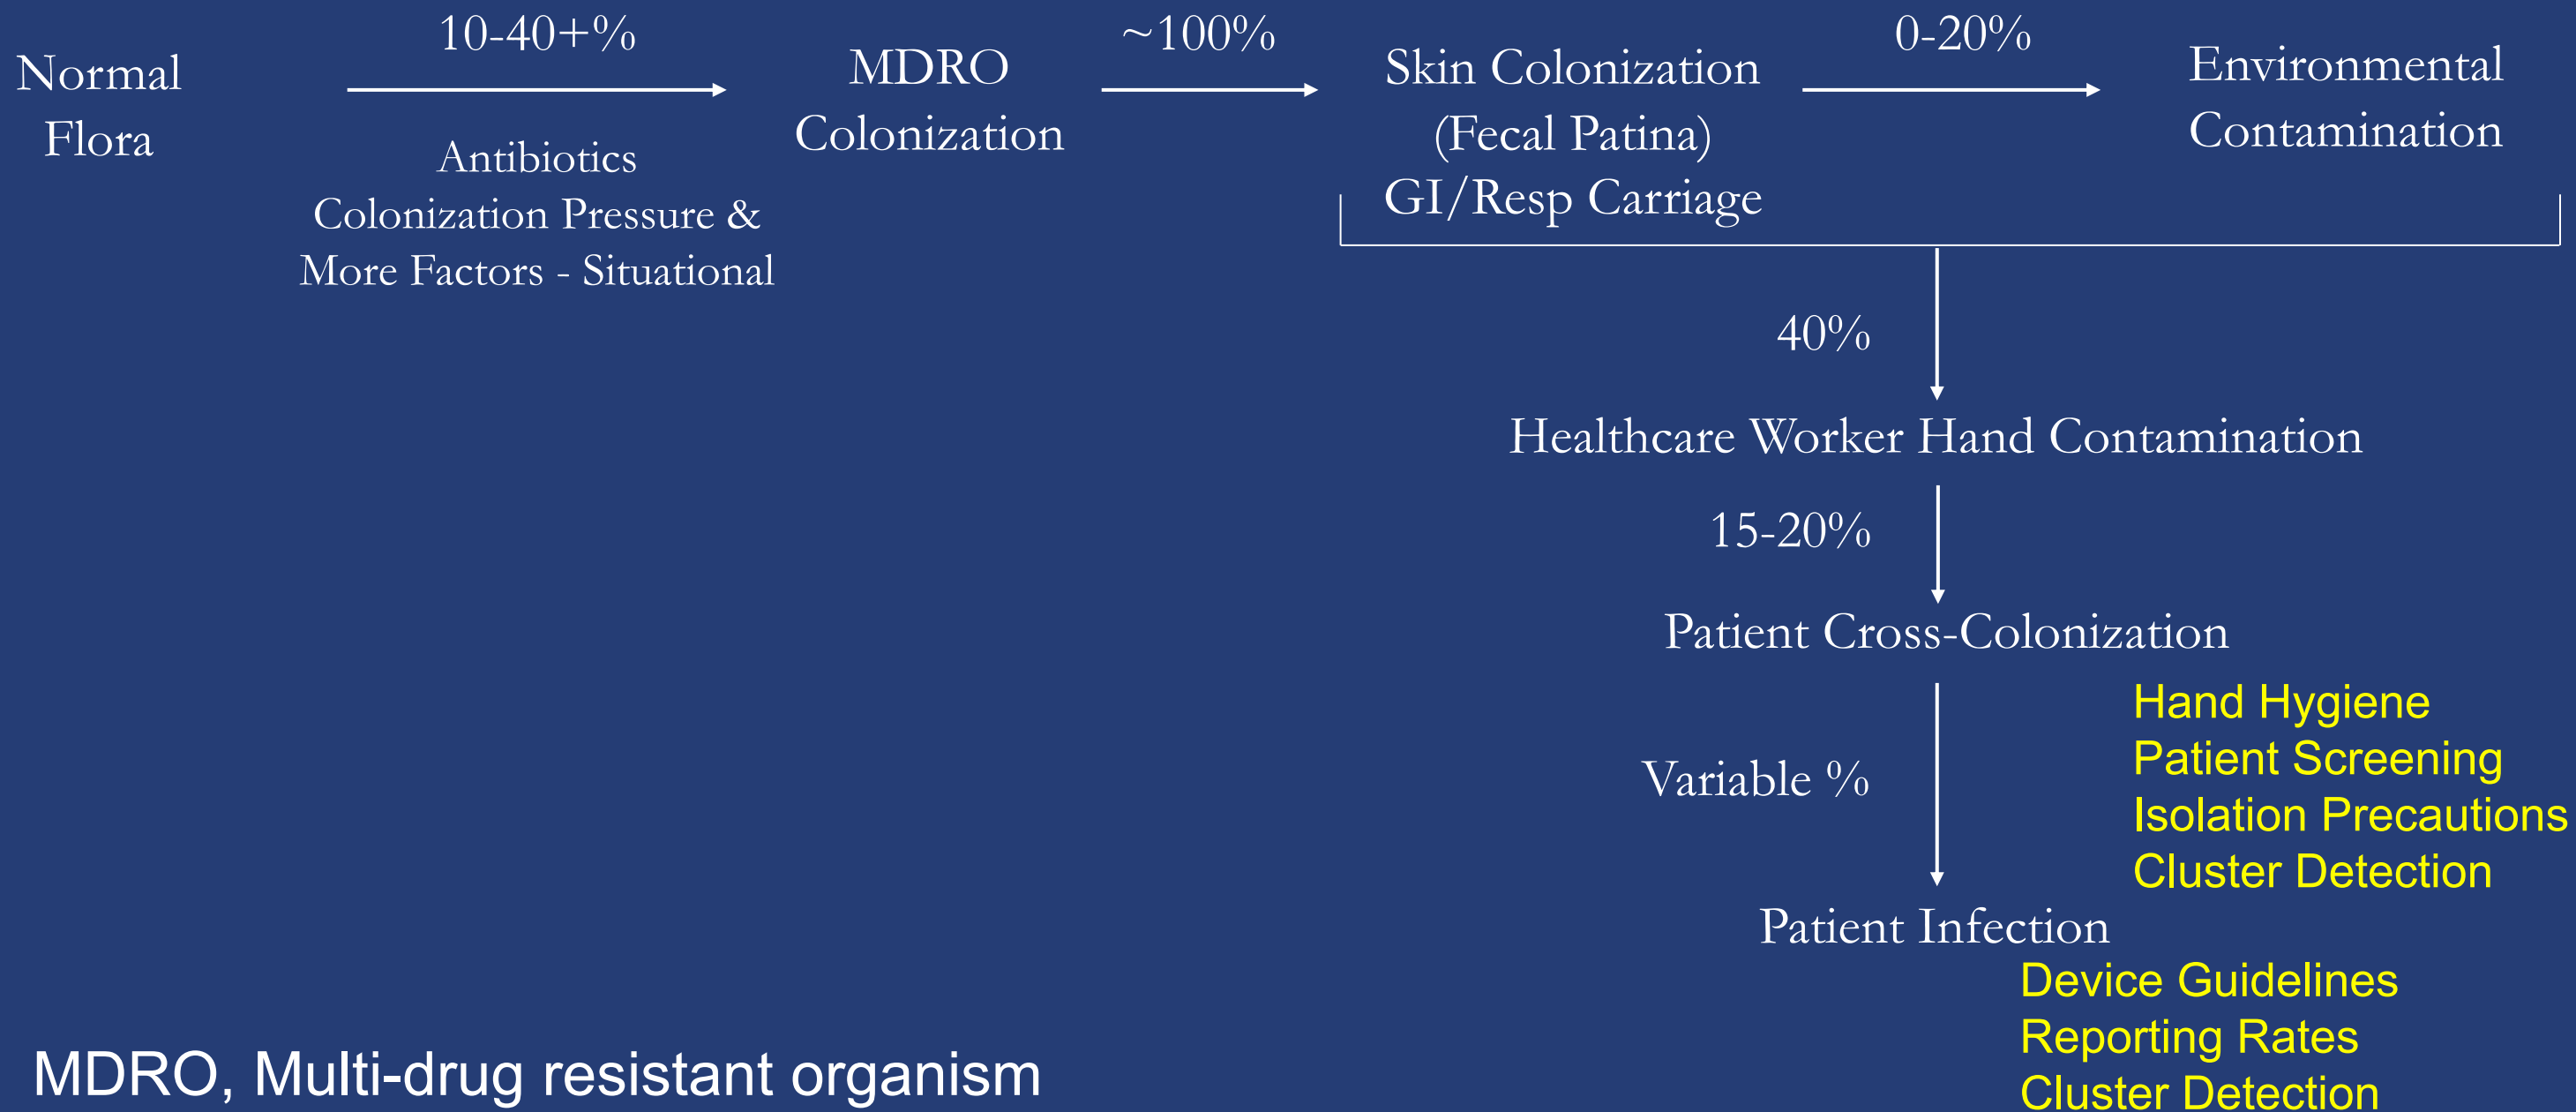 Normal
Flora
10-40+%
Antibiotics
Colonization Pressure &
More Factors - Situational
MDRO
Colonization
~100%
Skin Colonization
(Fecal Patina)
GI/Resp Carriage
0-20%
Environmental
Contamination
40%
Healthcare Worker Hand Contamination
15-20%
Patient Cross-Colonization
Hand Hygiene
Patient Screening
Isolation Precautions
Cluster Detection
Variable %
Patient Infection
Device Guidelines
Reporting Rates
Cluster Detection
MDRO, Multi-drug resistant organism